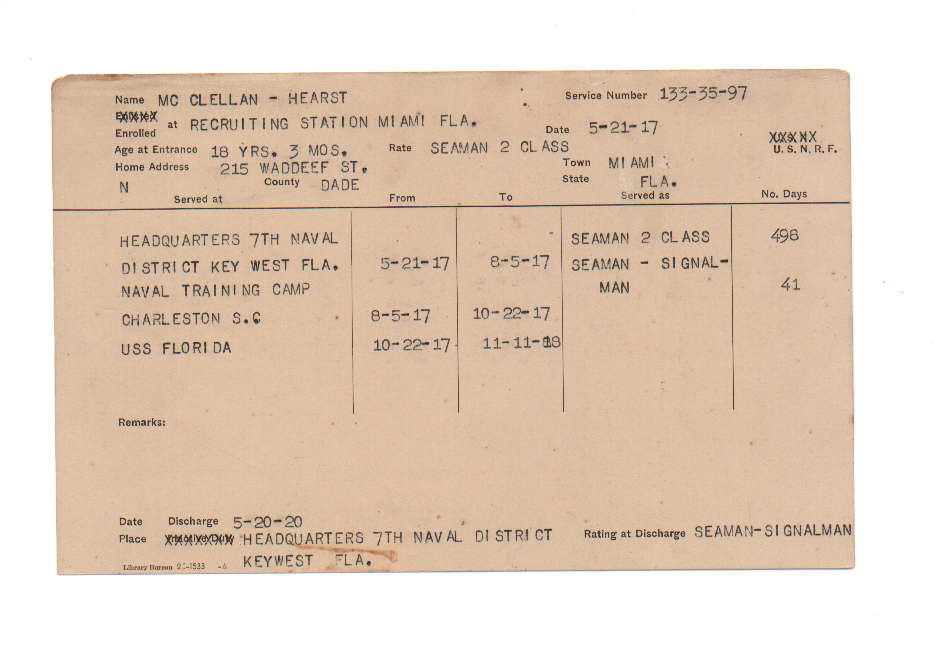 Name MC CLELLAN - HEARST Service Number 133-35-97
Enrolled at RECRUITING STATION MIAMI FLA. Date 5-21-17
Age at Entrance 18 YRS. 3 MOS. Rate SEAMAN 2 CLASS U. S. N. R. F.
Home Address 215 WADDEEF ST. Town MIAMI
N County DADE State FLA.
Served at From To Served as No. Days
HEADQUARTERS 7TH NAVAL SEAMAN 2 CLASS 498
DISTRICT KEY WEST FLA. 5-21-17 8-5-17 SEAMAN - SIGNAL-
NAVAL TRAINING CAMP MAN 41
CHARLESTON S.C 8-5-17 10-22-17
USS FLORIDA 10-22-17 11-11-18
Remarks:
Date Discharge 5-20-20
Place HEADQUARTERS 7TH NAVAL DISTRICT Rating at Discharge SEAMAN-SIGNALMAN
KEYWEST FLA.
Library Bureau